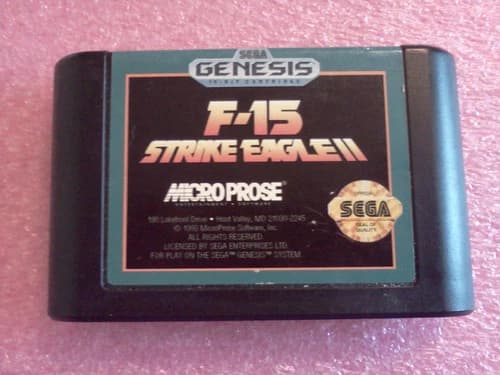 SEGA
GENESIS
16-BIT CARTRIDGE
F-15
STRIKE EAGLE II
MICROPROSE
ENTERTAINMENT • SOFTWARE
180 Lakefront Drive • Hunt Valley, MD 21030-2245
MicroProse Software, Inc.
ALL RIGHTS RESERVED.
LICENSED BY SEGA ENTERPRISES LTD.
FOR PLAY ON THE SEGA™ GENESIS™ SYSTEM.
OFFICIAL
SEGA
SEAL OF
QUALITY